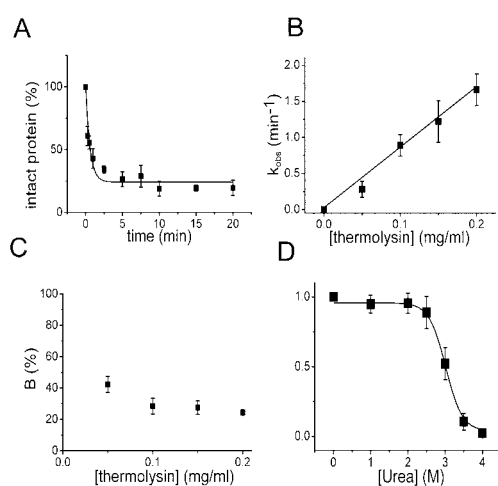 A
100
50
0
intact protein (%)
0 5 10 15 20
time (min)
B
2.0
1.5
1.0
0.5
0.0
kobs (min⁻¹)
0.0 0.1 0.2
[thermolysin] (mg/ml)
C
100
80
60
40
20
0
B (%)
0.0 0.1 0.2
[thermolysin] (mg/ml)
D
1.0
0.5
0.0
0 1 2 3 4
[Urea] (M)